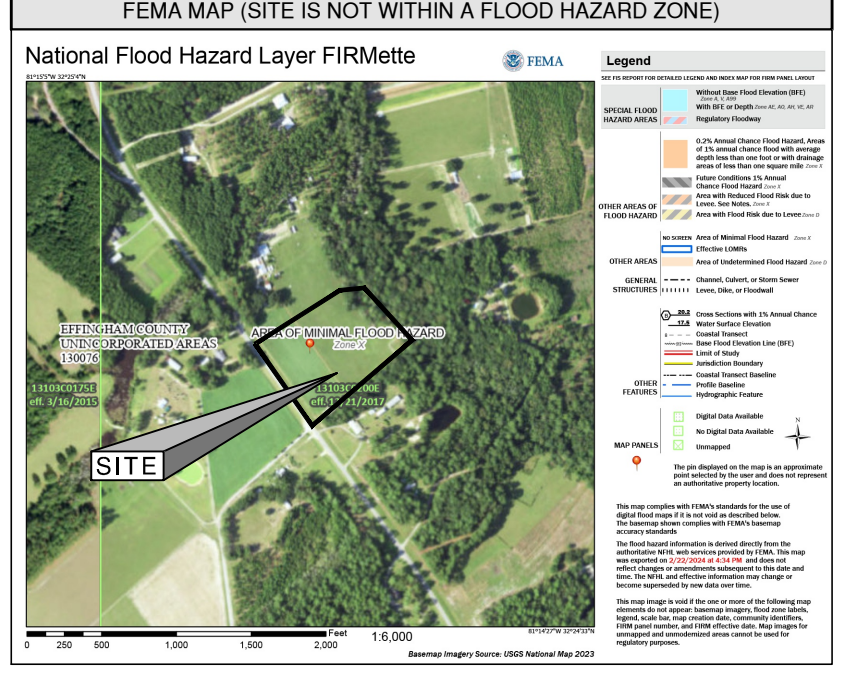 FEMA MAP (SITE IS NOT WITHIN A FLOOD HAZARD ZONE)
National Flood Hazard Layer FIRMette
FEMA
81°15'5"W 32°25'4"N
EFFINGHAM COUNTY
UNINCORPORATED AREAS
130076
AREA OF MINIMAL FLOOD HAZARD
Zone X
13103C0175E
eff. 3/16/2015
eff.
SITE
Feet
1:6,000
0 250 500 1,000 1,500 2,000
81°14'27"W 32°24'33"N
Basemap Imagery Source: USGS National Map 2023
Legend
SEE FIS REPORT FOR DETAILED LEGEND AND INDEX MAP FOR FIRM PANEL LAYOUT
SPECIAL FLOOD
HAZARD AREAS
Without Base Flood Elevation (BFE)
Zone A, V, A99
With BFE or Depth Zone AE, AO, AH, VE, AR
Regulatory Floodway
OTHER AREAS OF
FLOOD HAZARD
0.2% Annual Chance Flood Hazard, Areas
of 1% annual chance flood with average
depth less than one foot or with drainage
areas of less than one square mile Zone X
Future Conditions 1% Annual
Chance Flood Hazard Zone X
Area with Reduced Flood Risk due to
Levee. See Notes. Zone X
Area with Flood Risk due to Levee Zone D
OTHER AREAS
NO SCREEN Area of Minimal Flood Hazard Zone X
Effective LOMRs
Area of Undetermined Flood Hazard Zone D
GENERAL
STRUCTURES
Channel, Culvert, or Storm Sewer
Levee, Dike, or Floodwall
OTHER
FEATURES
B 20.2 Cross Sections with 1% Annual Chance
17.5 Water Surface Elevation
Coastal Transect
Base Flood Elevation Line (BFE)
Limit of Study
Jurisdiction Boundary
Coastal Transect Baseline
Profile Baseline
Hydrographic Feature
MAP PANELS
Digital Data Available
No Digital Data Available
Unmapped
N
The pin displayed on the map is an approximate
point selected by the user and does not represent
an authoritative property location.
This map complies with FEMA's standards for the use of
digital flood maps if it is not void as described below.
The basemap shown complies with FEMA's basemap
accuracy standards
The flood hazard information is derived directly from the
authoritative NFHL web services provided by FEMA. This map
was exported on 2/22/2024 at 4:34 PM and does not
reflect changes or amendments subsequent to this date and
time. The NFHL and effective information may change or
become superseded by new data over time.
This map image is void if the one or more of the following map
elements do not appear: basemap imagery, flood zone labels,
legend, scale bar, map creation date, community identifiers,
FIRM panel number, and FIRM effective date. Map images for
unmapped and unmodernized areas cannot be used for
regulatory purposes.